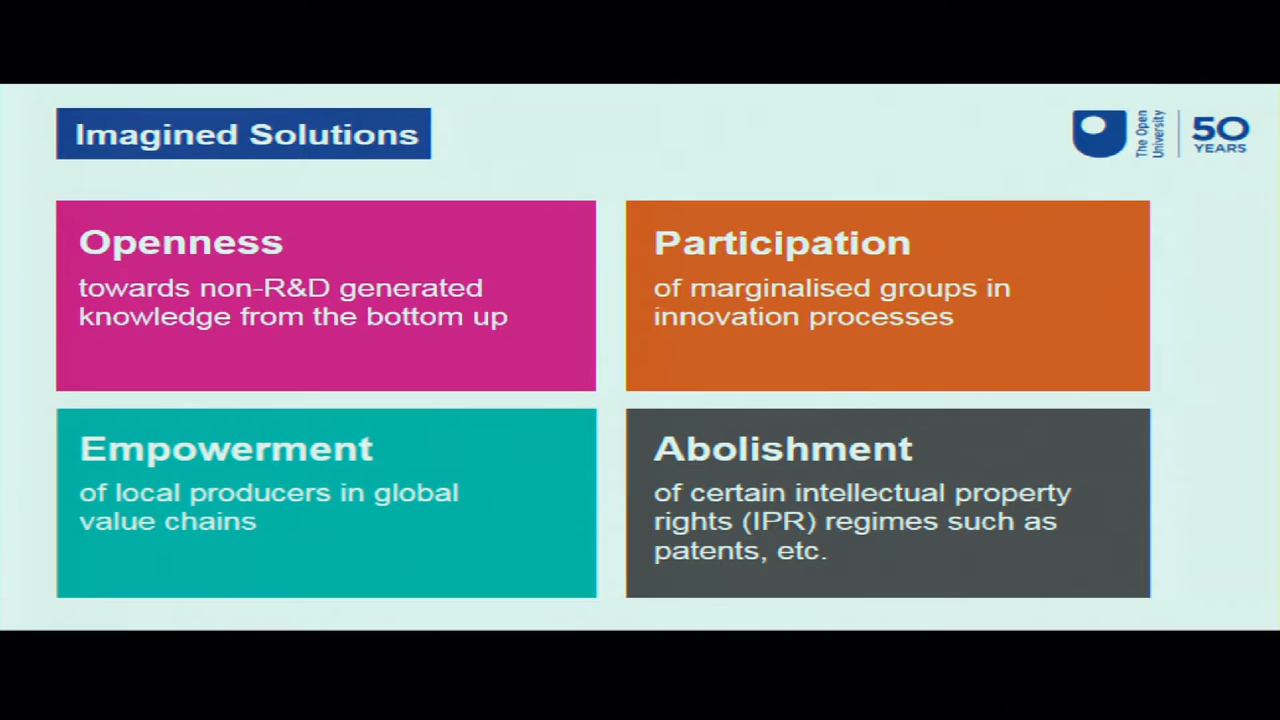 Imagined Solutions
The Open
University
50
YEARS
Openness
towards non-R&D generated
knowledge from the bottom up
Participation
of marginalised groups in
innovation processes
Empowerment
of local producers in global
value chains
Abolishment
of certain intellectual property
rights (IPR) regimes such as
patents, etc.